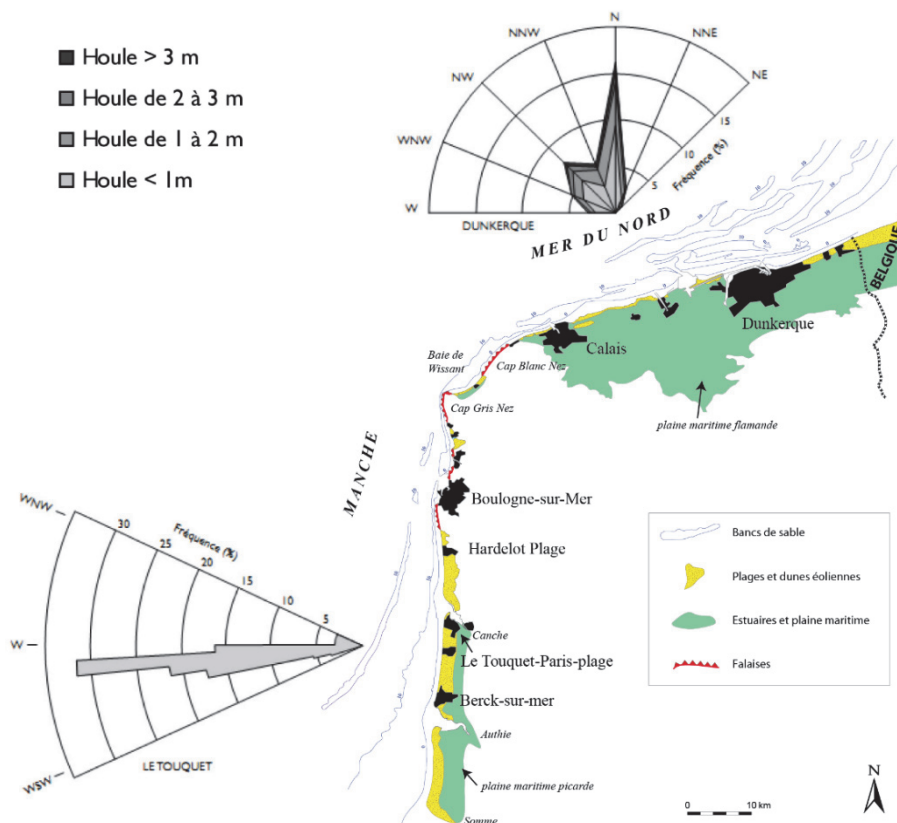 Houle > 3 m
Houle de 2 à 3 m
Houle de 1 à 2 m
Houle < 1m
N
NNW
NNE
NW
NE
WNW
W
15
10
5
Fréquence (%)
DUNKERQUE
MER DU NORD
BELGIQUE
Dunkerque
Calais
Baie de
Wissant
Cap Blanc Nez
Cap Gris Nez
plaine maritime flamande
MANCHE
Boulogne-sur-Mer
Hardelot Plage
Canche
Le Touquet-Paris-plage
Berck-sur-mer
Authie
plaine maritime picarde
Somme
WNW
W
WSW
30
25
20
15
10
5
Fréquence (%)
LE TOUQUET
Bancs de sable
Plages et dunes éoliennes
Estuaires et plaine maritime
Falaises
0
10 km
N